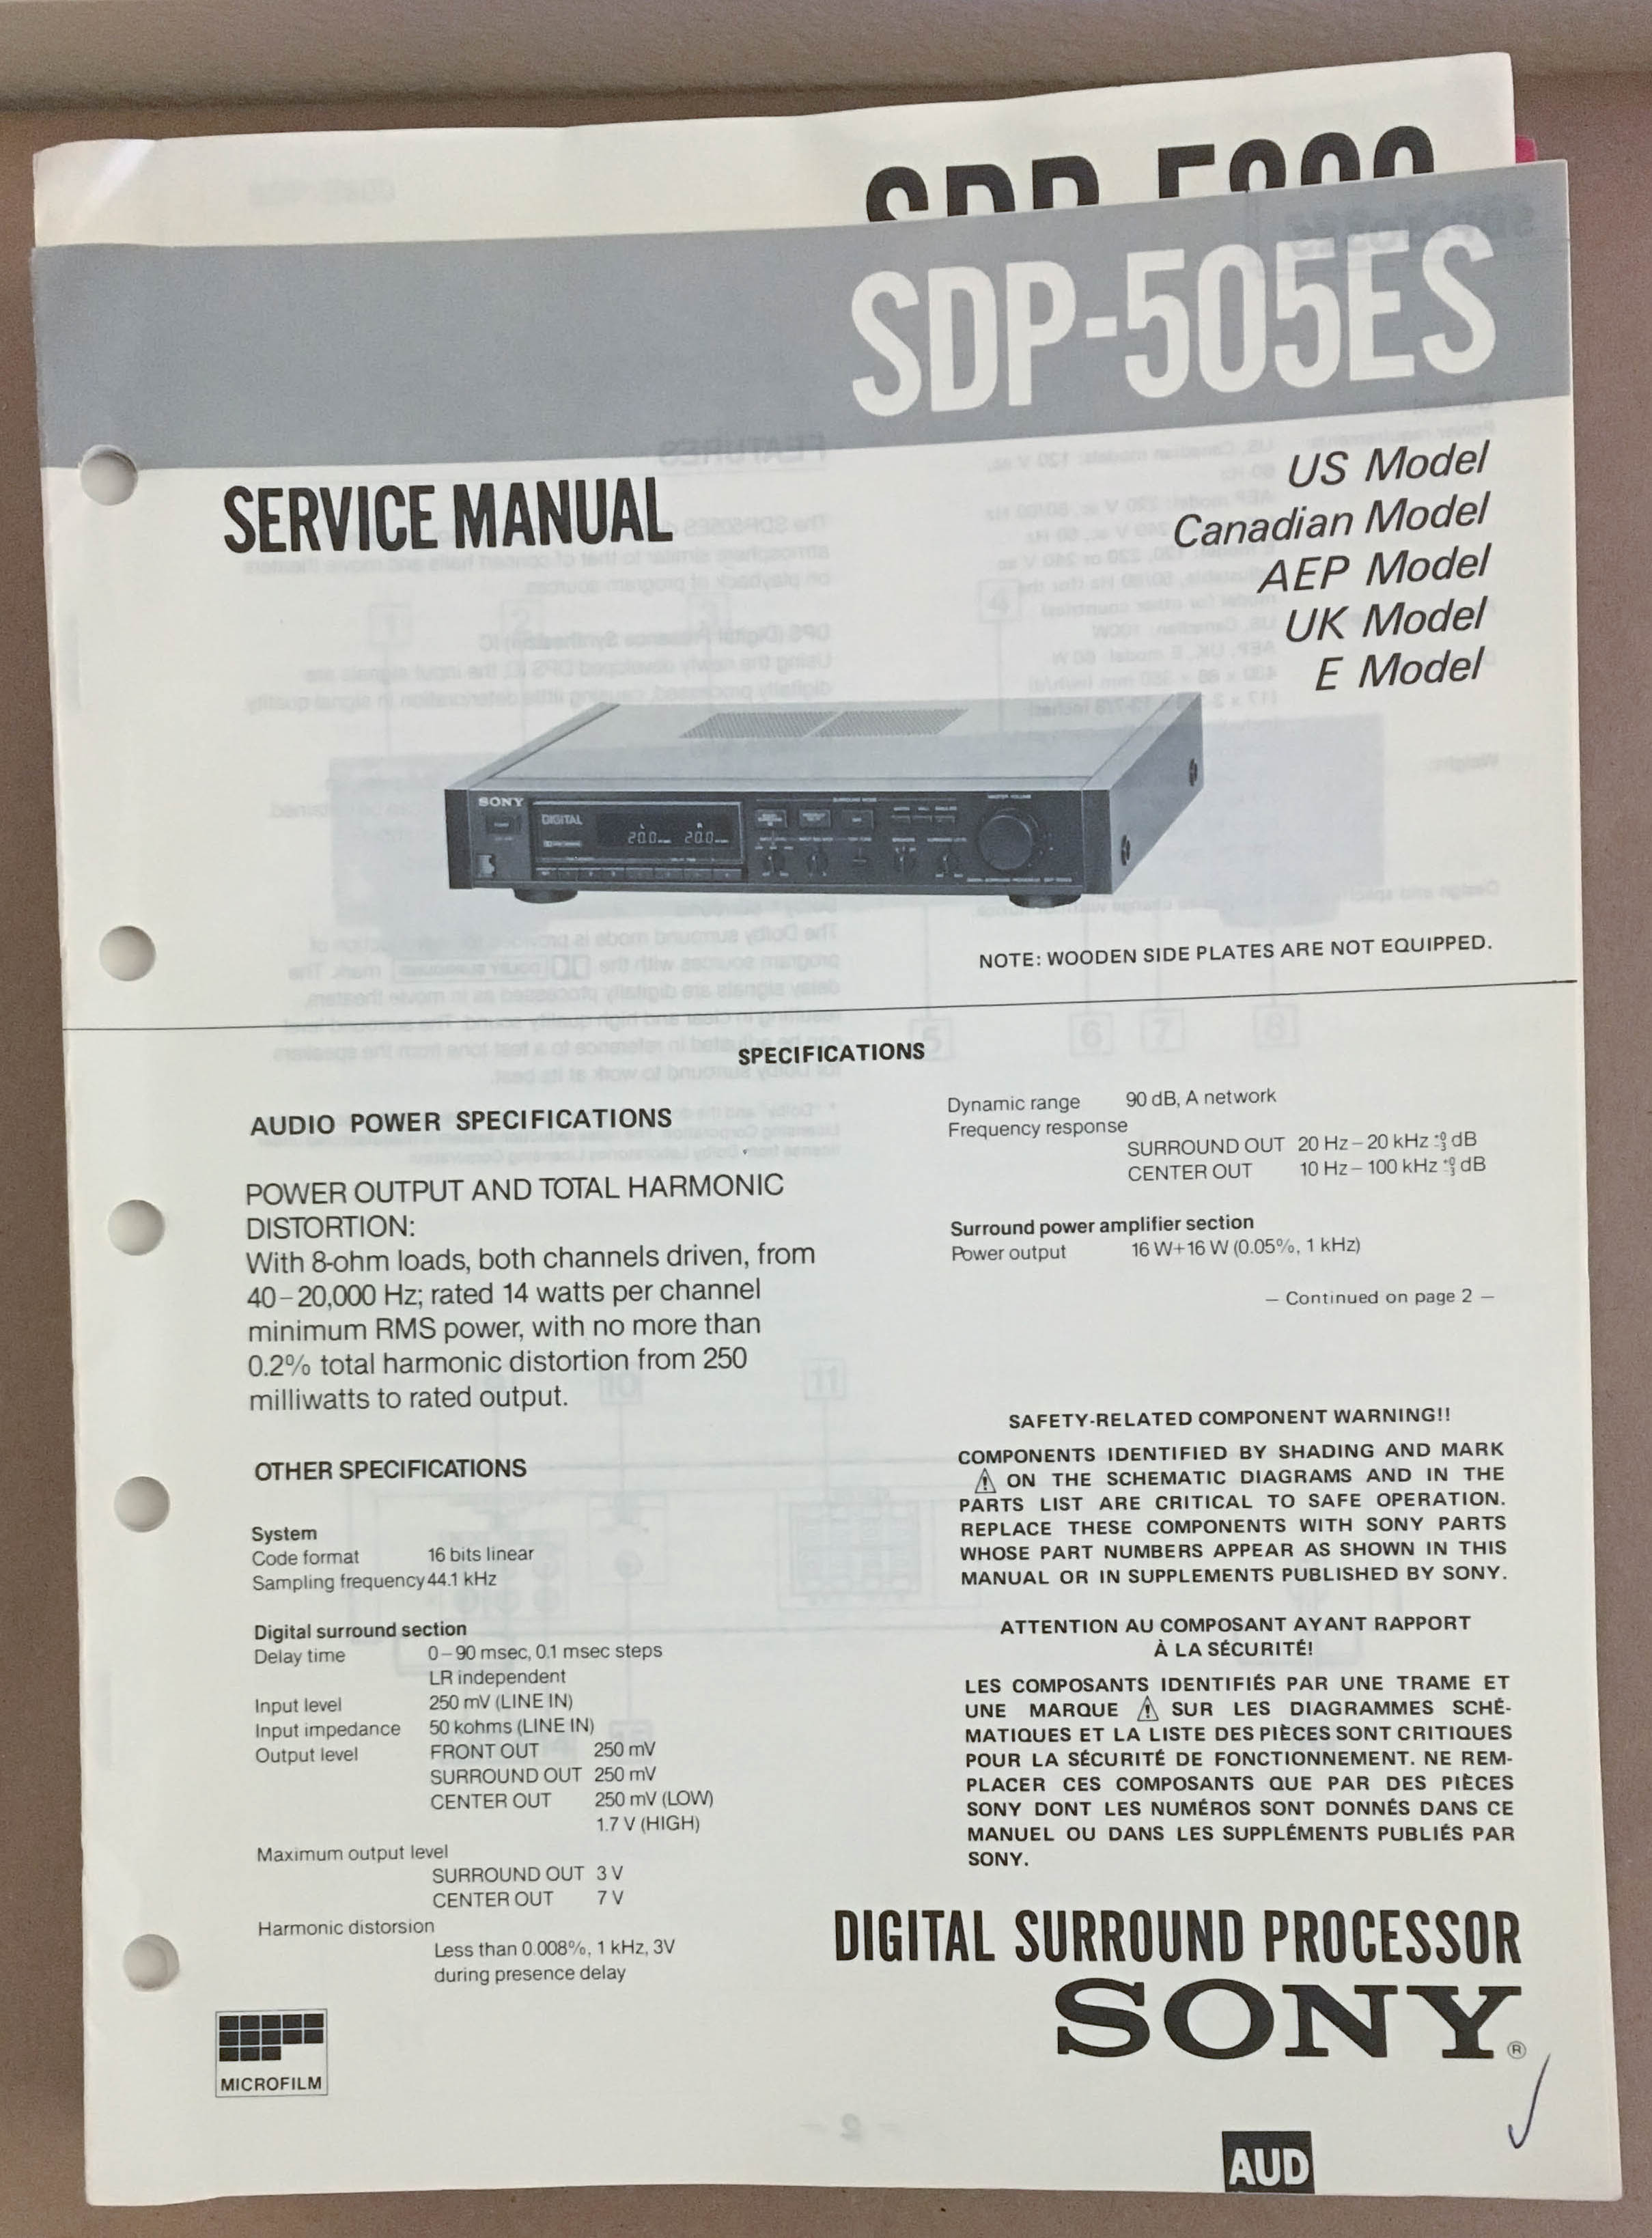 SDP-505ES
SERVICE MANUAL
US Model
Canadian Model
AEP Model
UK Model
E Model
SONY
DIGITAL
20.0 20.0
NOTE: WOODEN SIDE PLATES ARE NOT EQUIPPED.
SPECIFICATIONS
AUDIO POWER SPECIFICATIONS
POWER OUTPUT AND TOTAL HARMONIC
DISTORTION:
With 8-ohm loads, both channels driven, from
40–20,000 Hz; rated 14 watts per channel
minimum RMS power, with no more than
0.2% total harmonic distortion from 250
milliwatts to rated output.
OTHER SPECIFICATIONS
System
Code format 16 bits linear
Sampling frequency 44.1 kHz
Digital surround section
Delay time 0–90 msec, 0.1 msec steps
LR independent
Input level 250 mV (LINE IN)
Input impedance 50 kohms (LINE IN)
Output level FRONT OUT 250 mV
SURROUND OUT 250 mV
CENTER OUT 250 mV (LOW)
1.7 V (HIGH)
Maximum output level
SURROUND OUT 3 V
CENTER OUT 7 V
Harmonic distorsion
Less than 0.008%, 1 kHz, 3V
during presence delay
MICROFILM
Dynamic range 90 dB, A network
Frequency response
SURROUND OUT 20 Hz–20 kHz +0 -3 dB
CENTER OUT 10 Hz–100 kHz +0 -3 dB
Surround power amplifier section
Power output 16 W+16 W (0.05%, 1 kHz)
— Continued on page 2 —
SAFETY-RELATED COMPONENT WARNING!!
COMPONENTS IDENTIFIED BY SHADING AND MARK
⚠ ON THE SCHEMATIC DIAGRAMS AND IN THE
PARTS LIST ARE CRITICAL TO SAFE OPERATION.
REPLACE THESE COMPONENTS WITH SONY PARTS
WHOSE PART NUMBERS APPEAR AS SHOWN IN THIS
MANUAL OR IN SUPPLEMENTS PUBLISHED BY SONY.
ATTENTION AU COMPOSANT AYANT RAPPORT
À LA SÉCURITÉ!
LES COMPOSANTS IDENTIFIÉS PAR UNE TRAME ET
UNE MARQUE ⚠ SUR LES DIAGRAMMES SCHÉ-
MATIQUES ET LA LISTE DES PIÈCES SONT CRITIQUES
POUR LA SÉCURITÉ DE FONCTIONNEMENT. NE REM-
PLACER CES COMPOSANTS QUE PAR DES PIÈCES
SONY DONT LES NUMÉROS SONT DONNÉS DANS CE
MANUEL OU DANS LES SUPPLÉMENTS PUBLIÉS PAR
SONY.
DIGITAL SURROUND PROCESSOR
SONY®
AUD